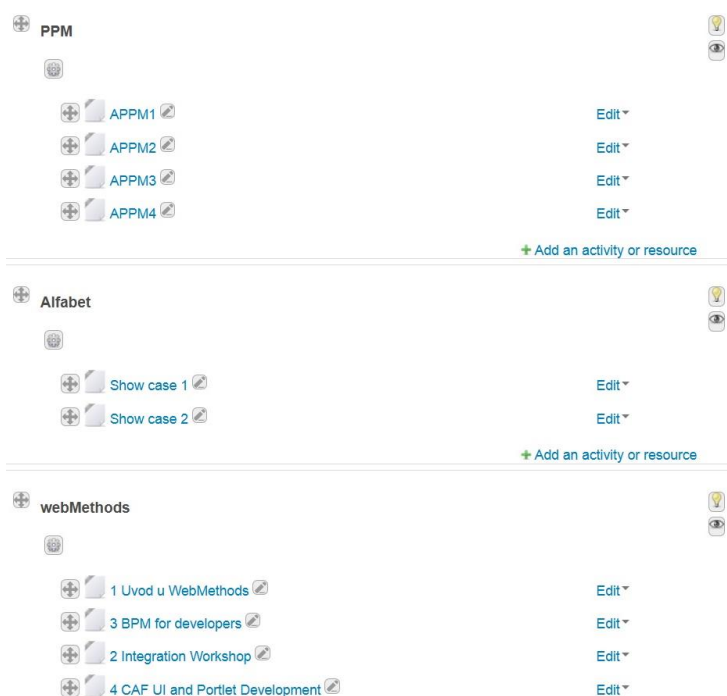 PPM
APPM1 Edit
APPM2 Edit
APPM3 Edit
APPM4 Edit
Add an activity or resource
Alfabet
Show case 1 Edit
Show case 2 Edit
Add an activity or resource
webMethods
1 Uvod u WebMethods Edit
3 BPM for developers Edit
2 Integration Workshop Edit
4 CAF UI and Portlet Development Edit